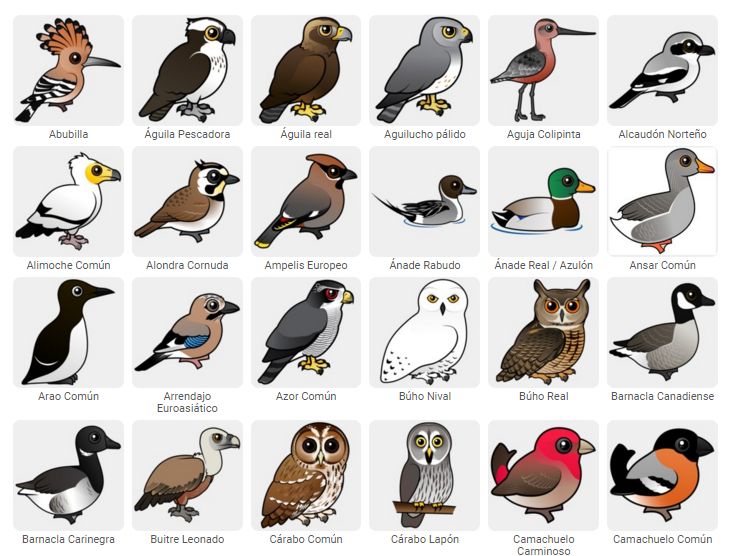 Abubilla
Águila Pescadora
Águila real
Aguilucho pálido
Aguja Colipinta
Alcaudón Norteño
Alimoche Común
Alondra Cornuda
Ampelis Europeo
Ánade Rabudo
Ánade Real / Azulón
Ansar Común
Arao Común
Arrendajo
Euroasiático
Azor Común
Búho Nival
Búho Real
Barnacla Canadiense
Barnacla Carinegra
Buitre Leonado
Cárabo Común
Cárabo Lapón
Camachuelo
Carminoso
Camachuelo Común